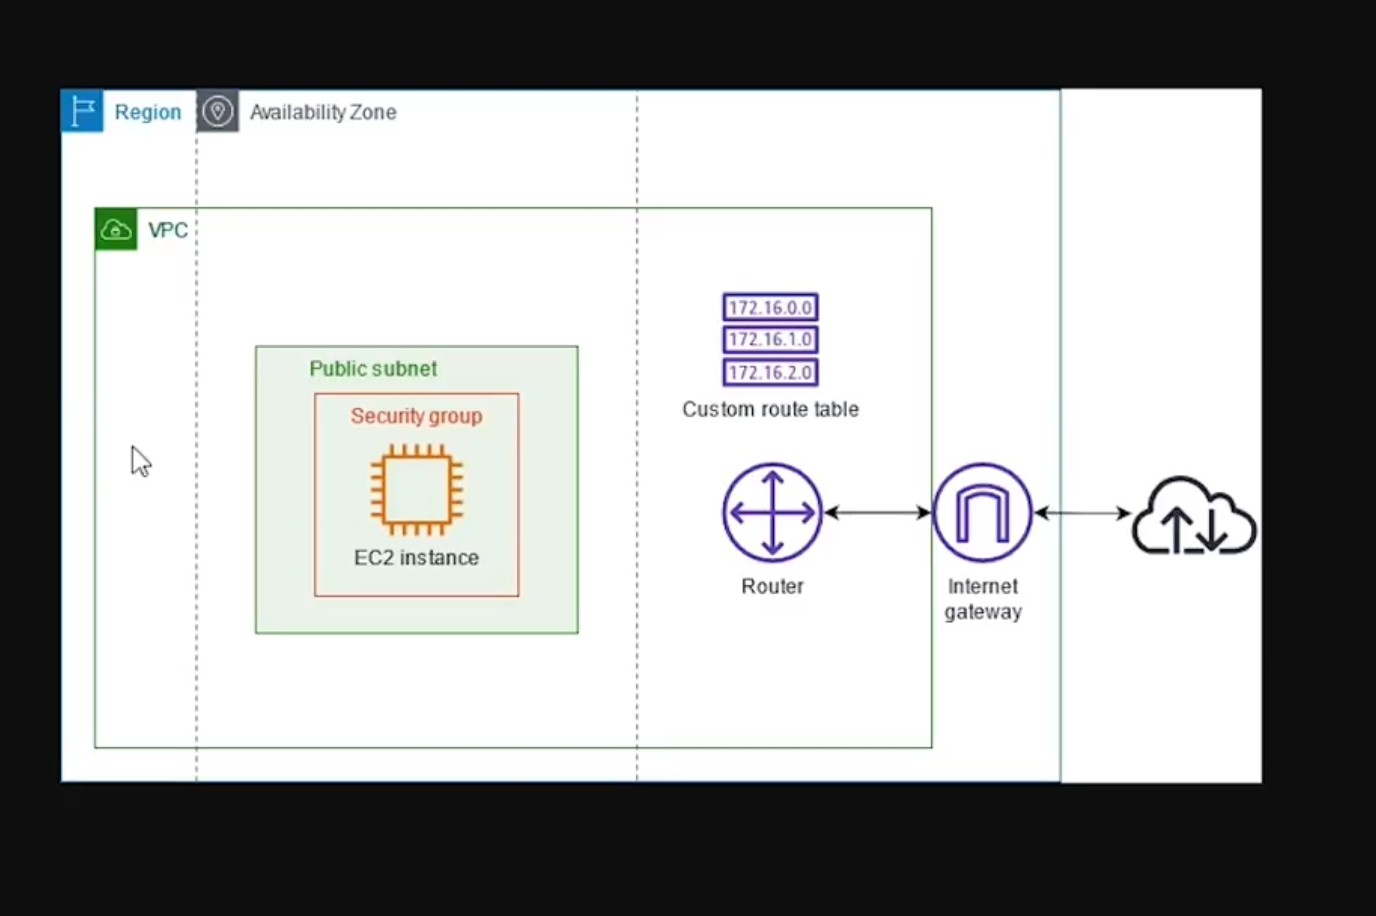 Region
Availability Zone
VPC
172.16.0.0
172.16.1.0
172.16.2.0
Custom route table
Public subnet
Security group
EC2 instance
Router
Internet
gateway